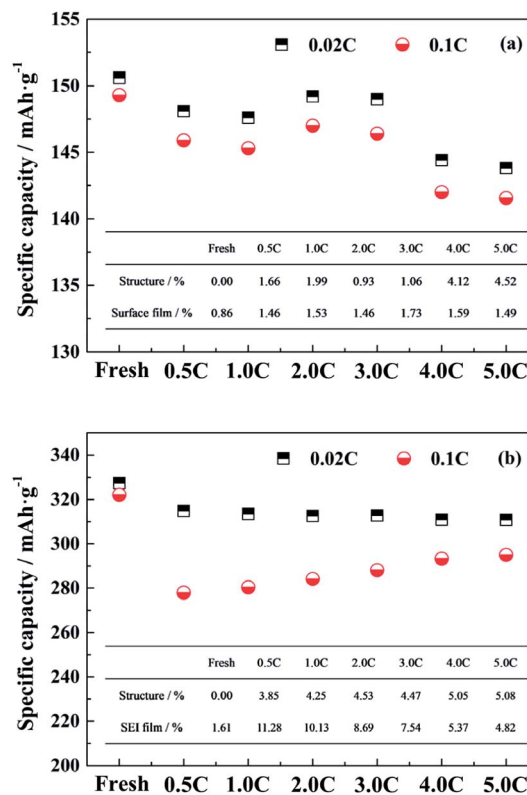 155
0.02C 0.1C (a)
150
145
140
Fresh 0.5C 1.0C 2.0C 3.0C 4.0C 5.0C
Structure / % 0.00 1.66 1.99 0.93 1.06 4.12 4.52
135
Surface film / % 0.86 1.46 1.53 1.46 1.73 1.59 1.49
130
Specific capacity / mAh·g⁻¹
Fresh 0.5C 1.0C 2.0C 3.0C 4.0C 5.0C
340
0.02C 0.1C (b)
320
300
280
260
Fresh 0.5C 1.0C 2.0C 3.0C 4.0C 5.0C
240
Structure / % 0.00 3.85 4.25 4.53 4.47 5.05 5.08
220
SEI film / % 1.61 11.28 10.13 8.69 7.54 5.37 4.82
200
Specific capacity / mAh·g⁻¹
Fresh 0.5C 1.0C 2.0C 3.0C 4.0C 5.0C